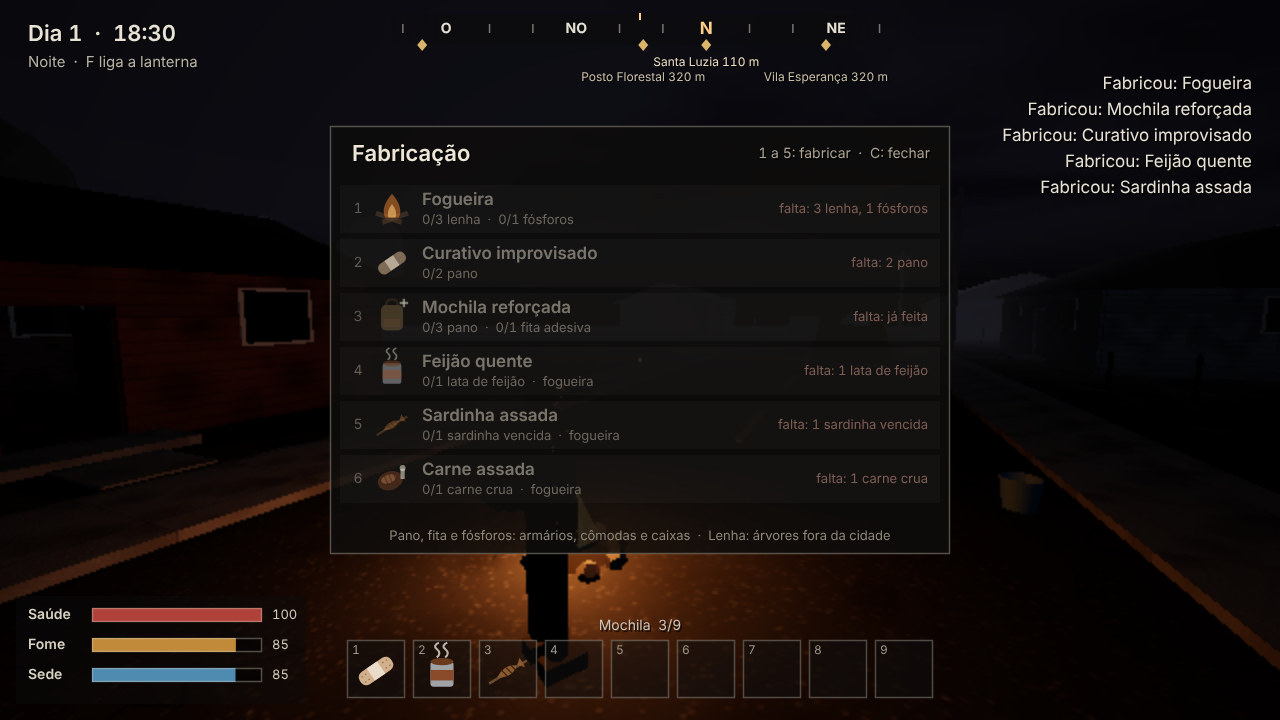 Dia 1 · 18:30
Noite · F liga a lanterna
O NO N NE
Santa Luzia 110 m
Posto Florestal 320 m
Vila Esperança 320 m
Fabricou: Fogueira
Fabricou: Mochila reforçada
Fabricou: Curativo improvisado
Fabricou: Feijão quente
Fabricou: Sardinha assada
Fabricação
1 a 5: fabricar · C: fechar
1
Fogueira
0/3 lenha · 0/1 fósforos
falta: 3 lenha, 1 fósforos
2
Curativo improvisado
0/2 pano
falta: 2 pano
3
Mochila reforçada
0/3 pano · 0/1 fita adesiva
falta: já feita
4
Feijão quente
0/1 lata de feijão · fogueira
falta: 1 lata de feijão
5
Sardinha assada
0/1 sardinha vencida · fogueira
falta: 1 sardinha vencida
6
Carne assada
0/1 carne crua · fogueira
falta: 1 carne crua
Pano, fita e fósforos: armários, cômodas e caixas · Lenha: árvores fora da cidade
Saúde 100
Fome 85
Sede 85
Mochila 3/9
1 2 3 4 5 6 7 8 9